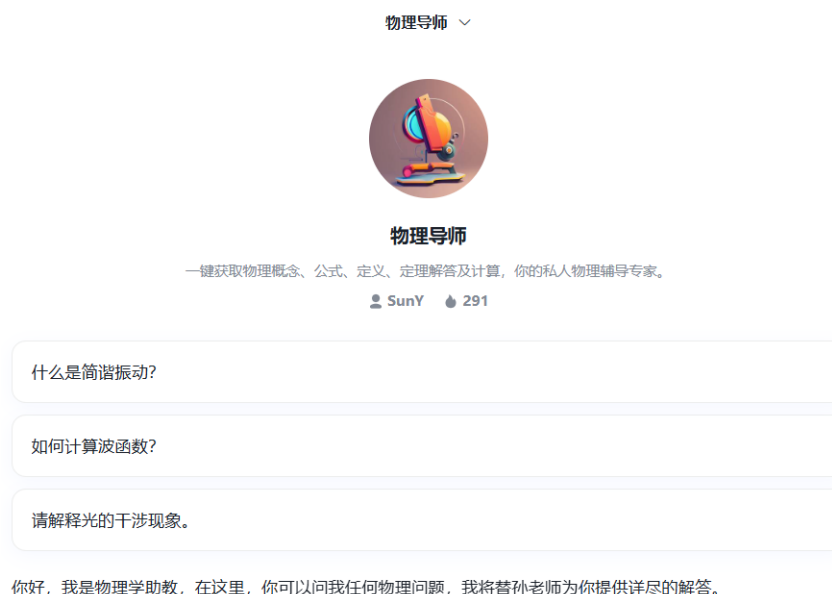 物理导师
物理导师
一键获取物理概念、公式、定义、定理解答及计算，你的私人物理辅导专家。
SunY 291
什么是简谐振动?
如何计算波函数?
请解释光的干涉现象。
你好，我是物理学助教，在这里，你可以问我任何物理问题，我将替孙老师为你提供详尽的解答。